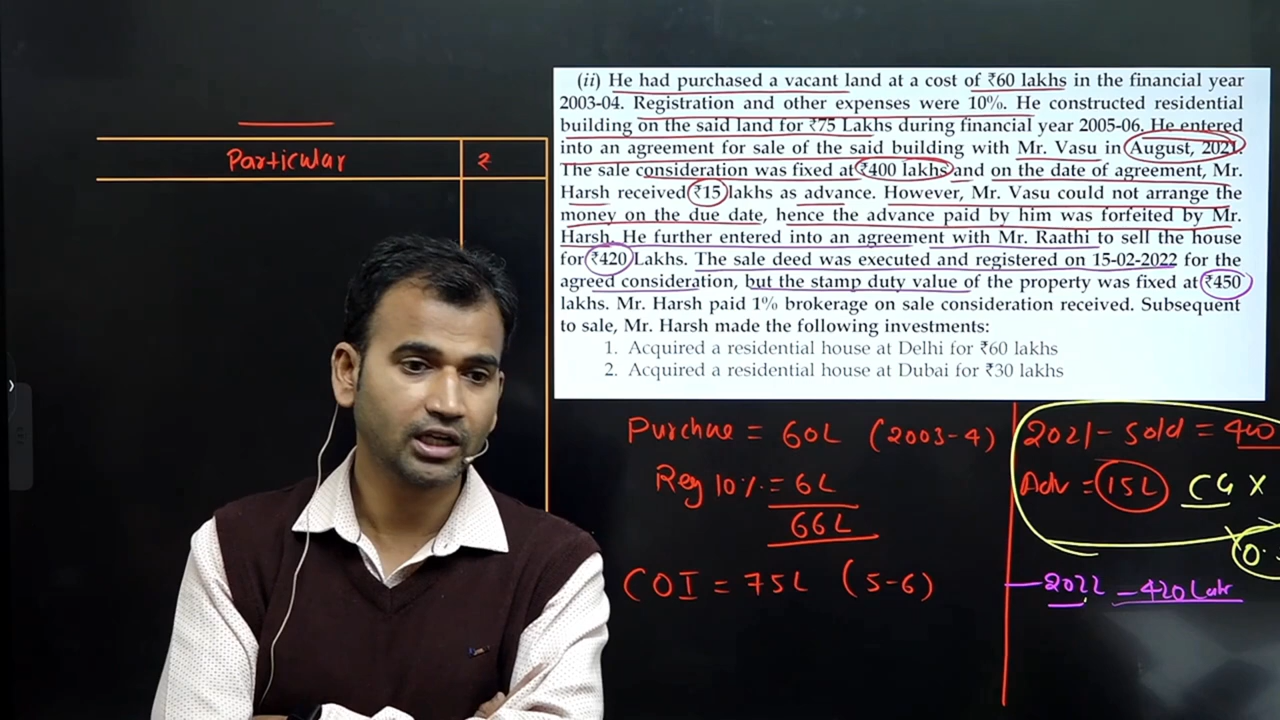 Particular ₹
(ii) He had purchased a vacant land at a cost of ₹60 lakhs in the financial year
2003-04. Registration and other expenses were 10%. He constructed residential
building on the said land for ₹75 Lakhs during financial year 2005-06. He entered
into an agreement for sale of the said building with Mr. Vasu in August, 2021.
The sale consideration was fixed at ₹400 lakhs and on the date of agreement, Mr.
Harsh received ₹15 lakhs as advance. However, Mr. Vasu could not arrange the
money on the due date, hence the advance paid by him was forfeited by Mr.
Harsh. He further entered into an agreement with Mr. Raathi to sell the house
for ₹420 Lakhs. The sale deed was executed and registered on 15-02-2022 for the
agreed consideration, but the stamp duty value of the property was fixed at ₹450
lakhs. Mr. Harsh paid 1% brokerage on sale consideration received. Subsequent
to sale, Mr. Harsh made the following investments:
1. Acquired a residential house at Delhi for ₹60 lakhs
2. Acquired a residential house at Dubai for ₹30 lakhs
Purchae = 60L (2003-4)
Reg 10%. = 6L
66L
COI = 75L (5-6)
2021 - Sold = 400
Adv = 15L CG X
2022 - 420 Lakh